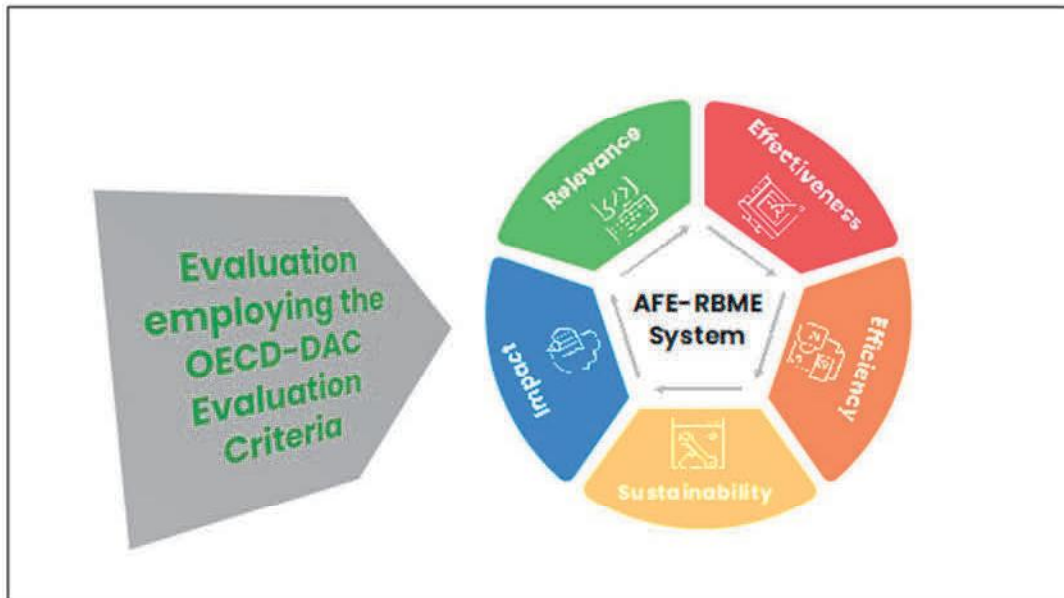 Evaluation
employing the
OECD-DAC
Evaluation
Criteria
Relevance
Effectiveness
Efficiency
Sustainability
Impact
AFE-RBME
System